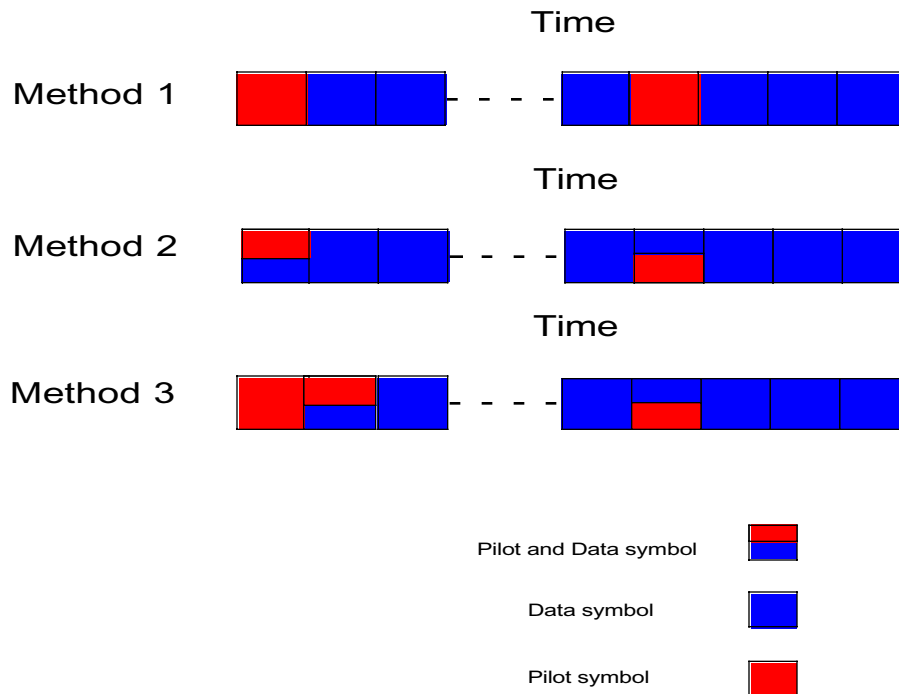 Time
Method 1
Time
Method 2
Time
Method 3
Pilot and Data symbol
Data symbol
Pilot symbol